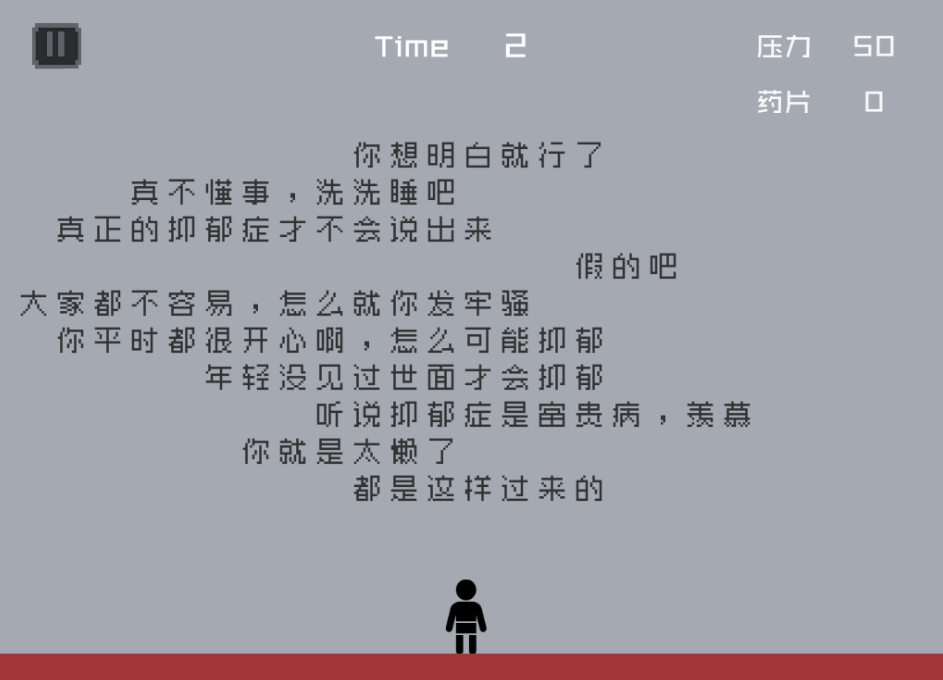 Time 2 压力 50
药片 0
你想明白就行了
真不懂事，洗洗睡吧
真正的抑郁症才不会说出来
假的吧
大家都不容易，怎么就你发牢骚
你平时都很开心啊，怎么可能抑郁
年轻没见过世面才会抑郁
听说抑郁症是富贵病，羡慕
你就是太懒了
都是这样过来的